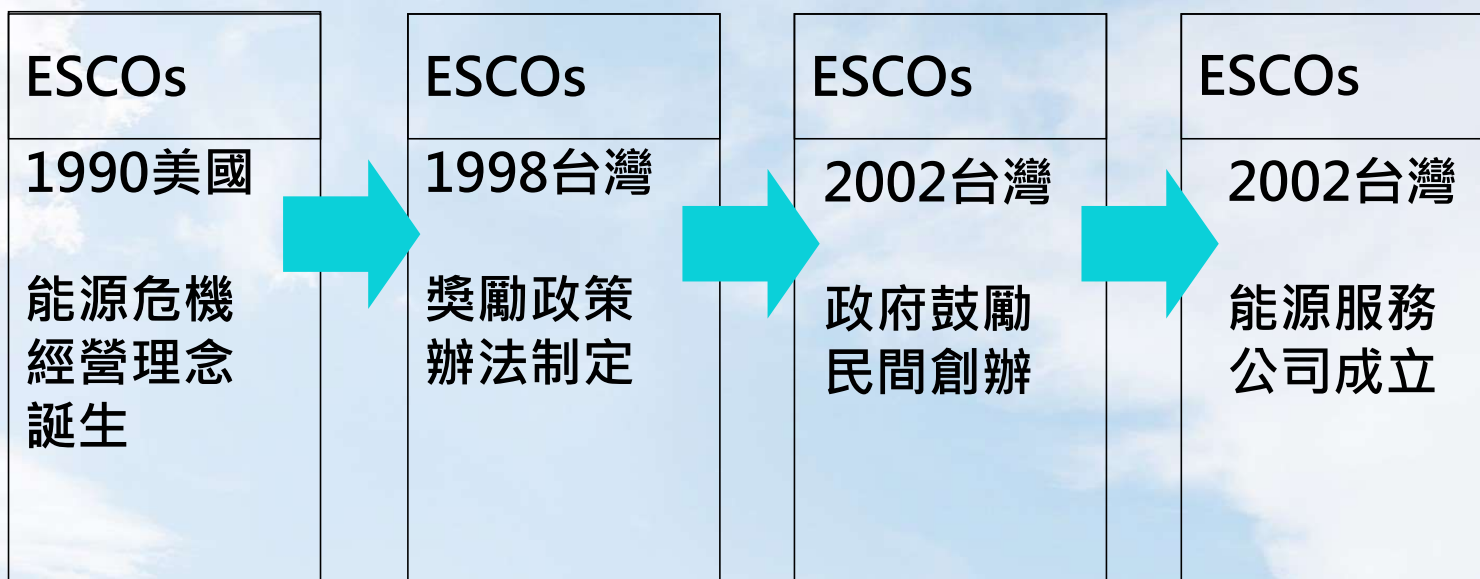 ESCOs
1990美國
能源危機
經營理念
誕生
ESCOs
1998台灣
獎勵政策
辦法制定
ESCOs
2002台灣
政府鼓勵
民間創辦
ESCOs
2002台灣
能源服務
公司成立